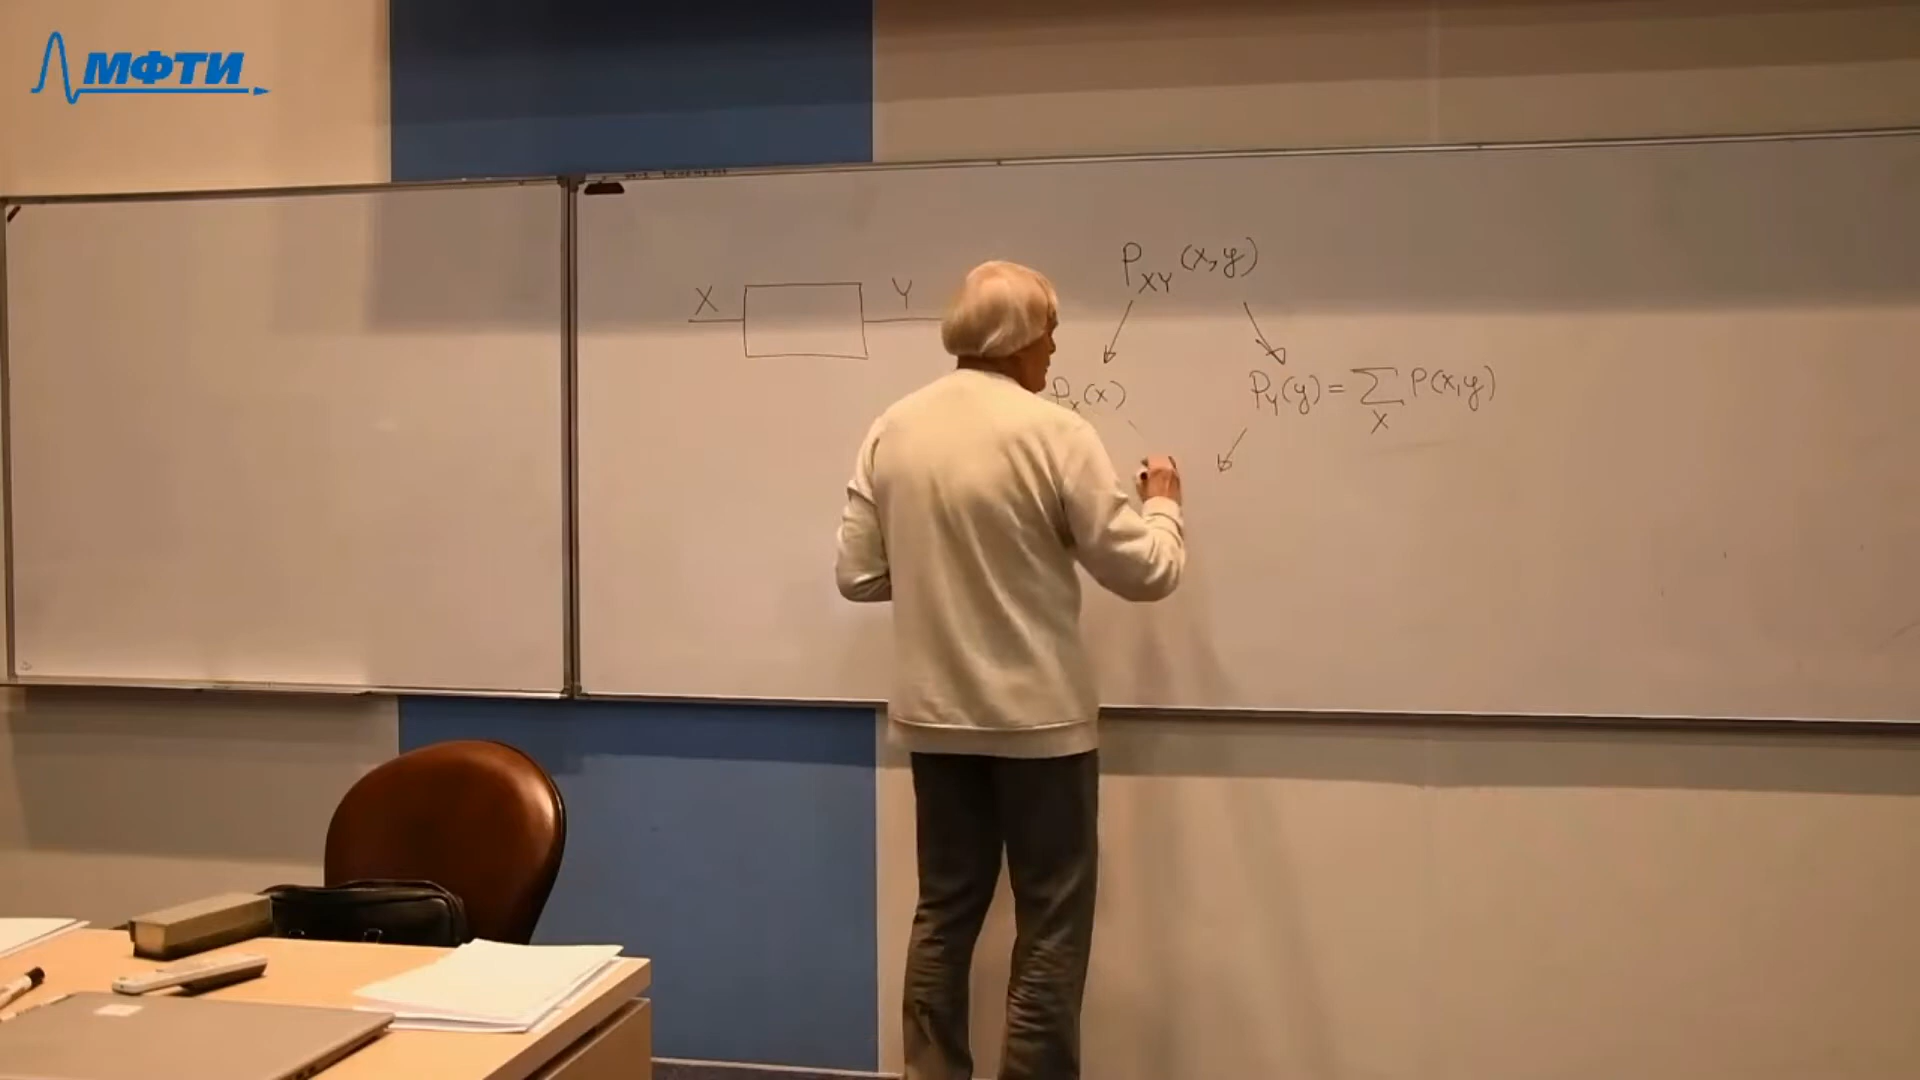 МФТИ
X Y
P_XY (x,y)
P_X(x)
P_Y(y) = ∑_X P(x,y)